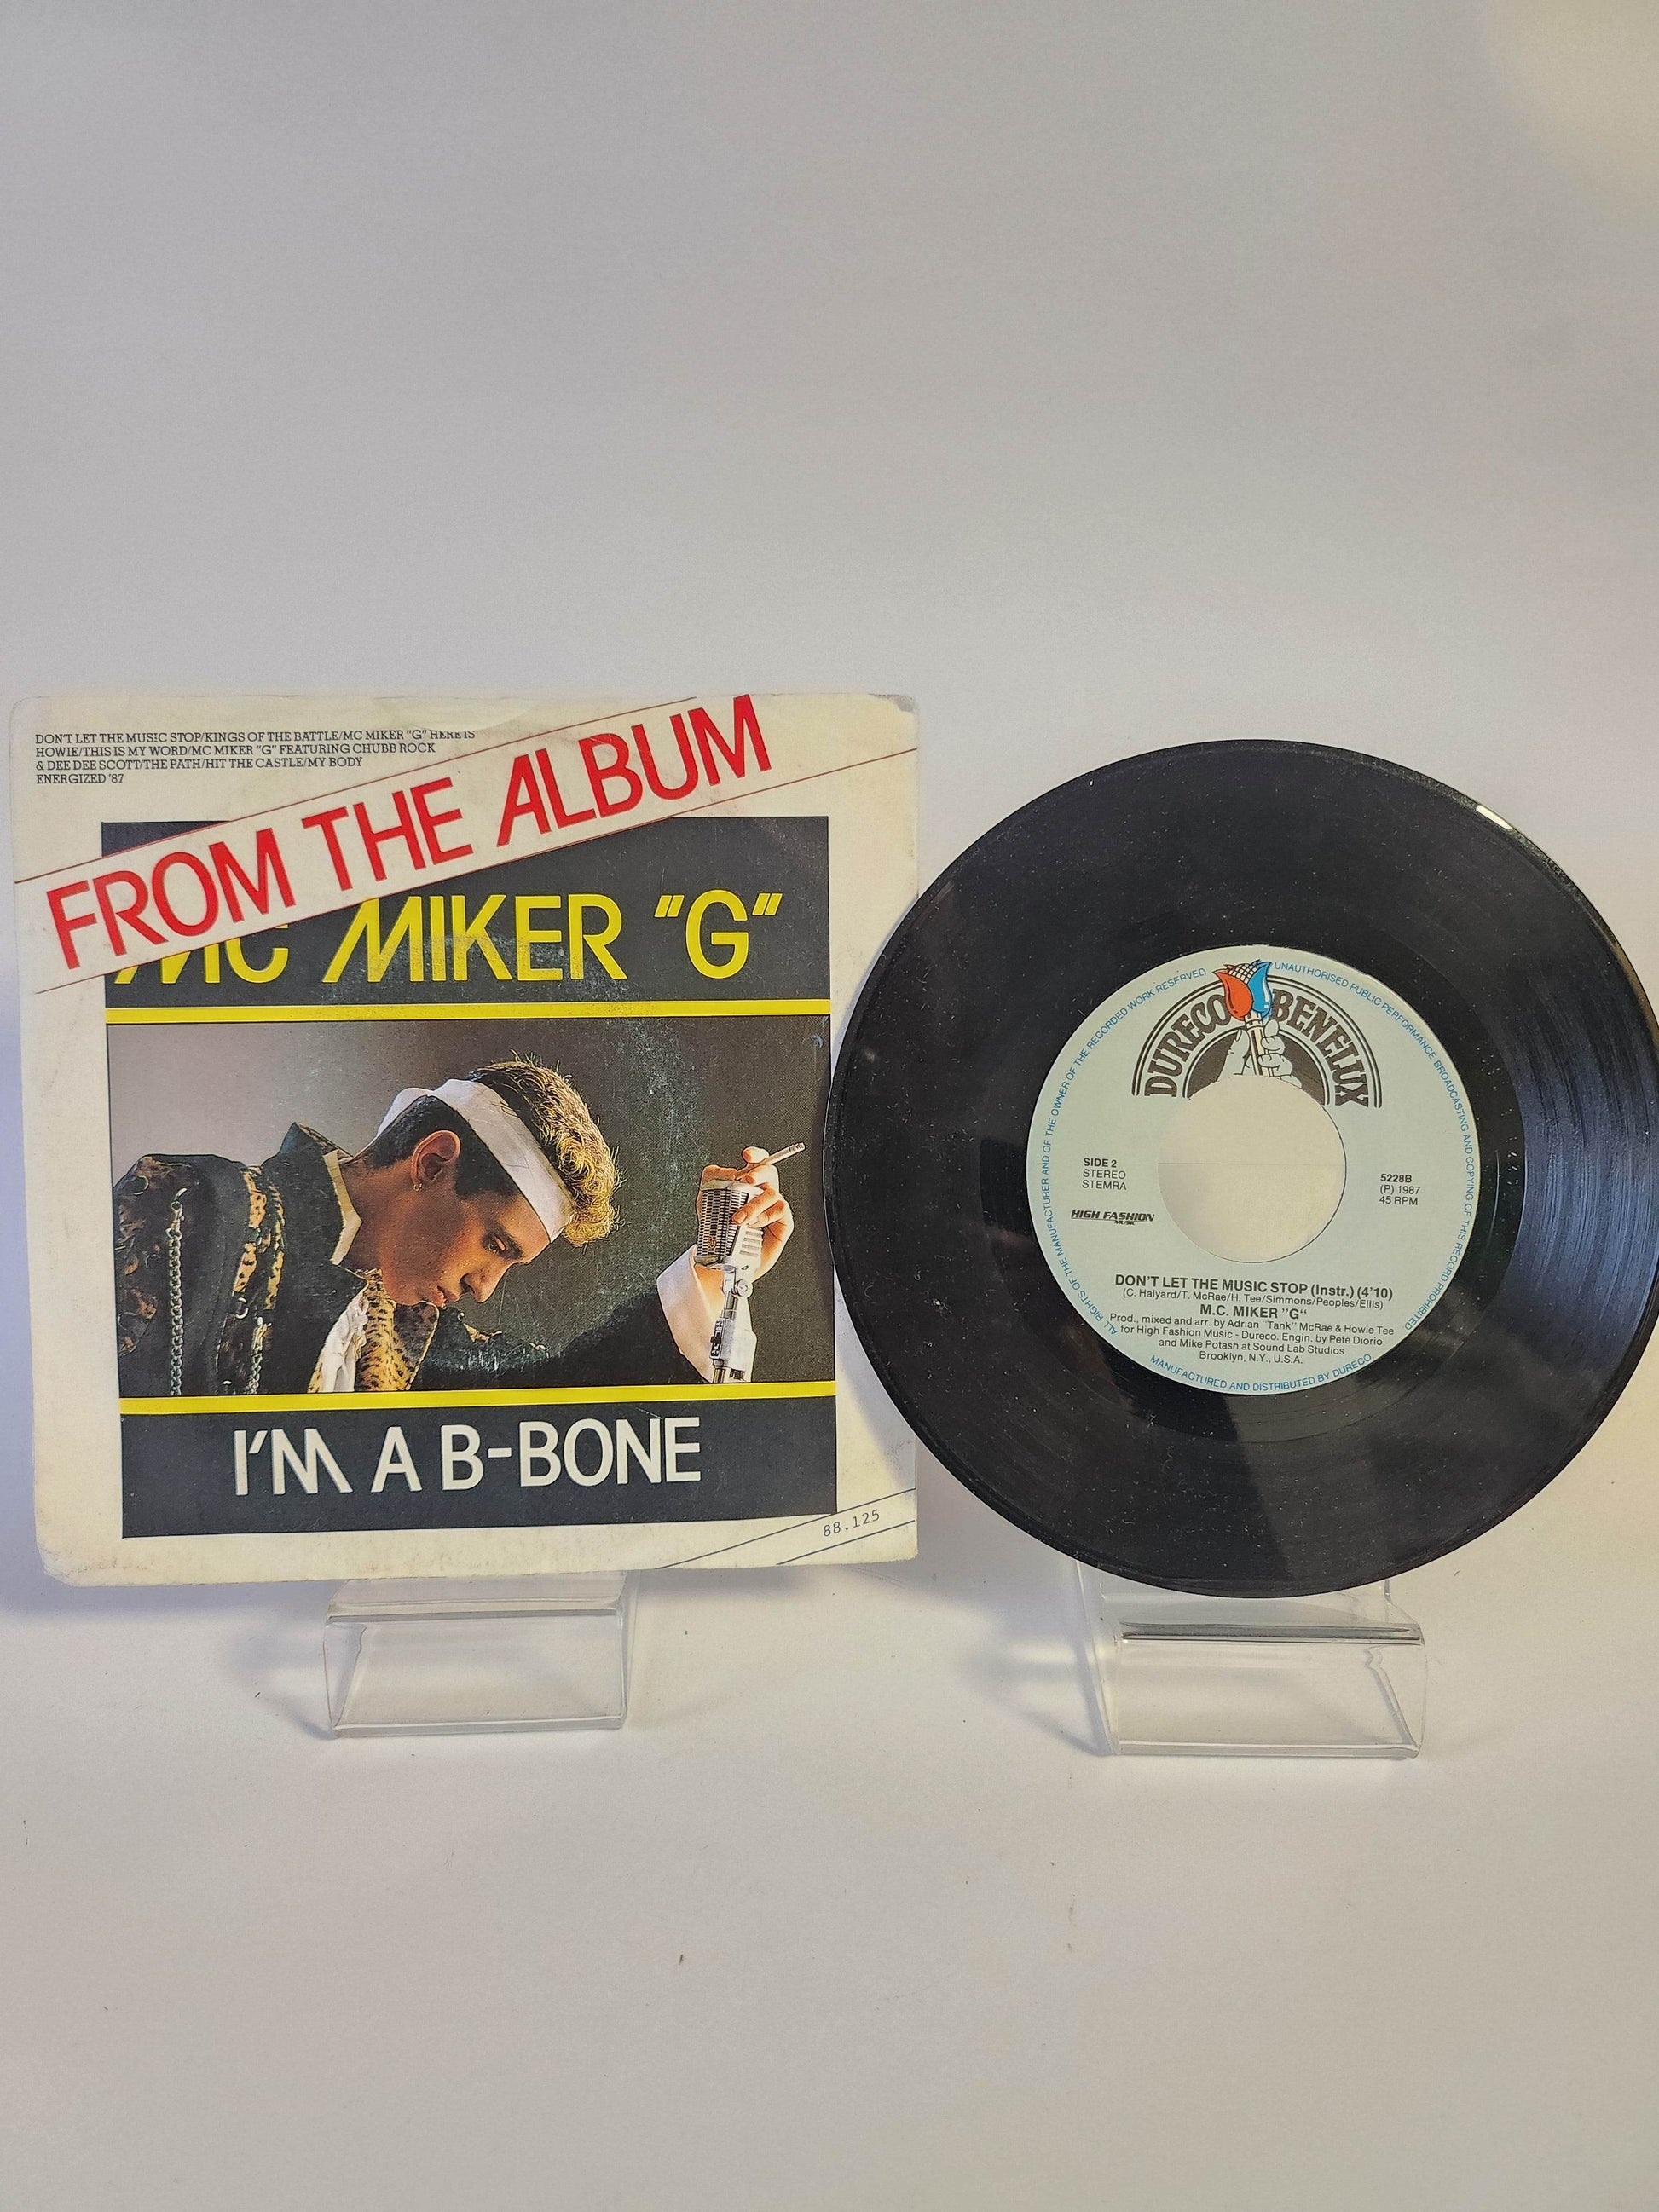 DON'T LET THE MUSIC STOP/KINGS OF THE BATTLE/MC MIKER "G" HERE IS
HOWIE/THIS IS MY WORD/MC MIKER "G" FEATURING CHUBB ROCK
& DEE DEE SCOTT/THE PATH/HIT THE CASTLE/MY BODY
ENERGIZED '87
FROM THE ALBUM
MC MIKER "G"
I'M A B-BONE
88.125
ALL RIGHTS OF THE MANUFACTURER AND OF THE OWNER OF THE RECORDED WORK RESERVED
UNAUTHORISED PUBLIC PERFORMANCE BROADCASTING AND COPYING OF THIS RECORD PROHIBITED
DURECO BENELUX
SIDE 2
STEREO
STEMRA
HIGH FASHION
5228B
(P) 1987
45 RPM
DON'T LET THE MUSIC STOP (Instr.) (4'10)
(C. Halyard/T. McRae/H. Tee/Simmons/Peoples/Ellis)
M.C. MIKER "G"
Prod., mixed and arr. by Adrian "Tank" McRae & Howie Tee
for High Fashion Music - Dureco. Engin. by Pete Diorio
and Mike Potash at Sound Lab Studios
Brooklyn, N.Y., U.S.A.
MANUFACTURED AND DISTRIBUTED BY DURECO